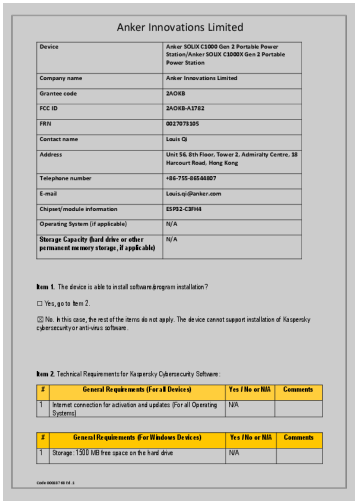 Anker Innovations Limited
Device Anker SOLIX C1000 Gen 2 Portable Power
Station/Anker SOLIX C1000X Gen 2 Portable
Power Station
Company name Anker Innovations Limited
Grantee code 2AOKB
FCC ID 2AOKB-A1782
FRN 0027073105
Contact name Louis Qi
Address Unit 56, 8th Floor, Tower 2, Admiralty Centre, 18
Harcourt Road, Hong Kong
Telephone number +86-755-86544807
E-mail Louis.qi@anker.com
Chipset/module information ESP32-C3FH4
Operating System (if applicable) N/A
Storage Capacity (hard drive or other N/A
permanent memory storage, if applicable)
Item 1. The device is able to install software/program installation?
☐ Yes, go to Item 2.
☒ No. In this case, the rest of the items do not apply. The device cannot support installation of Kaspersky
cybersecurity or anti-virus software.
Item 2. Technical Requirements for Kaspersky Cybersecurity Software:
# General Requirements (For all Devices) Yes / No or N/A Comments
1 Internet connection for activation and updates (For all Operating N/A
Systems)
# General Requirements (For Windows Devices) Yes / No or N/A Comments
1 Storage: 1500 MB free space on the hard drive N/A